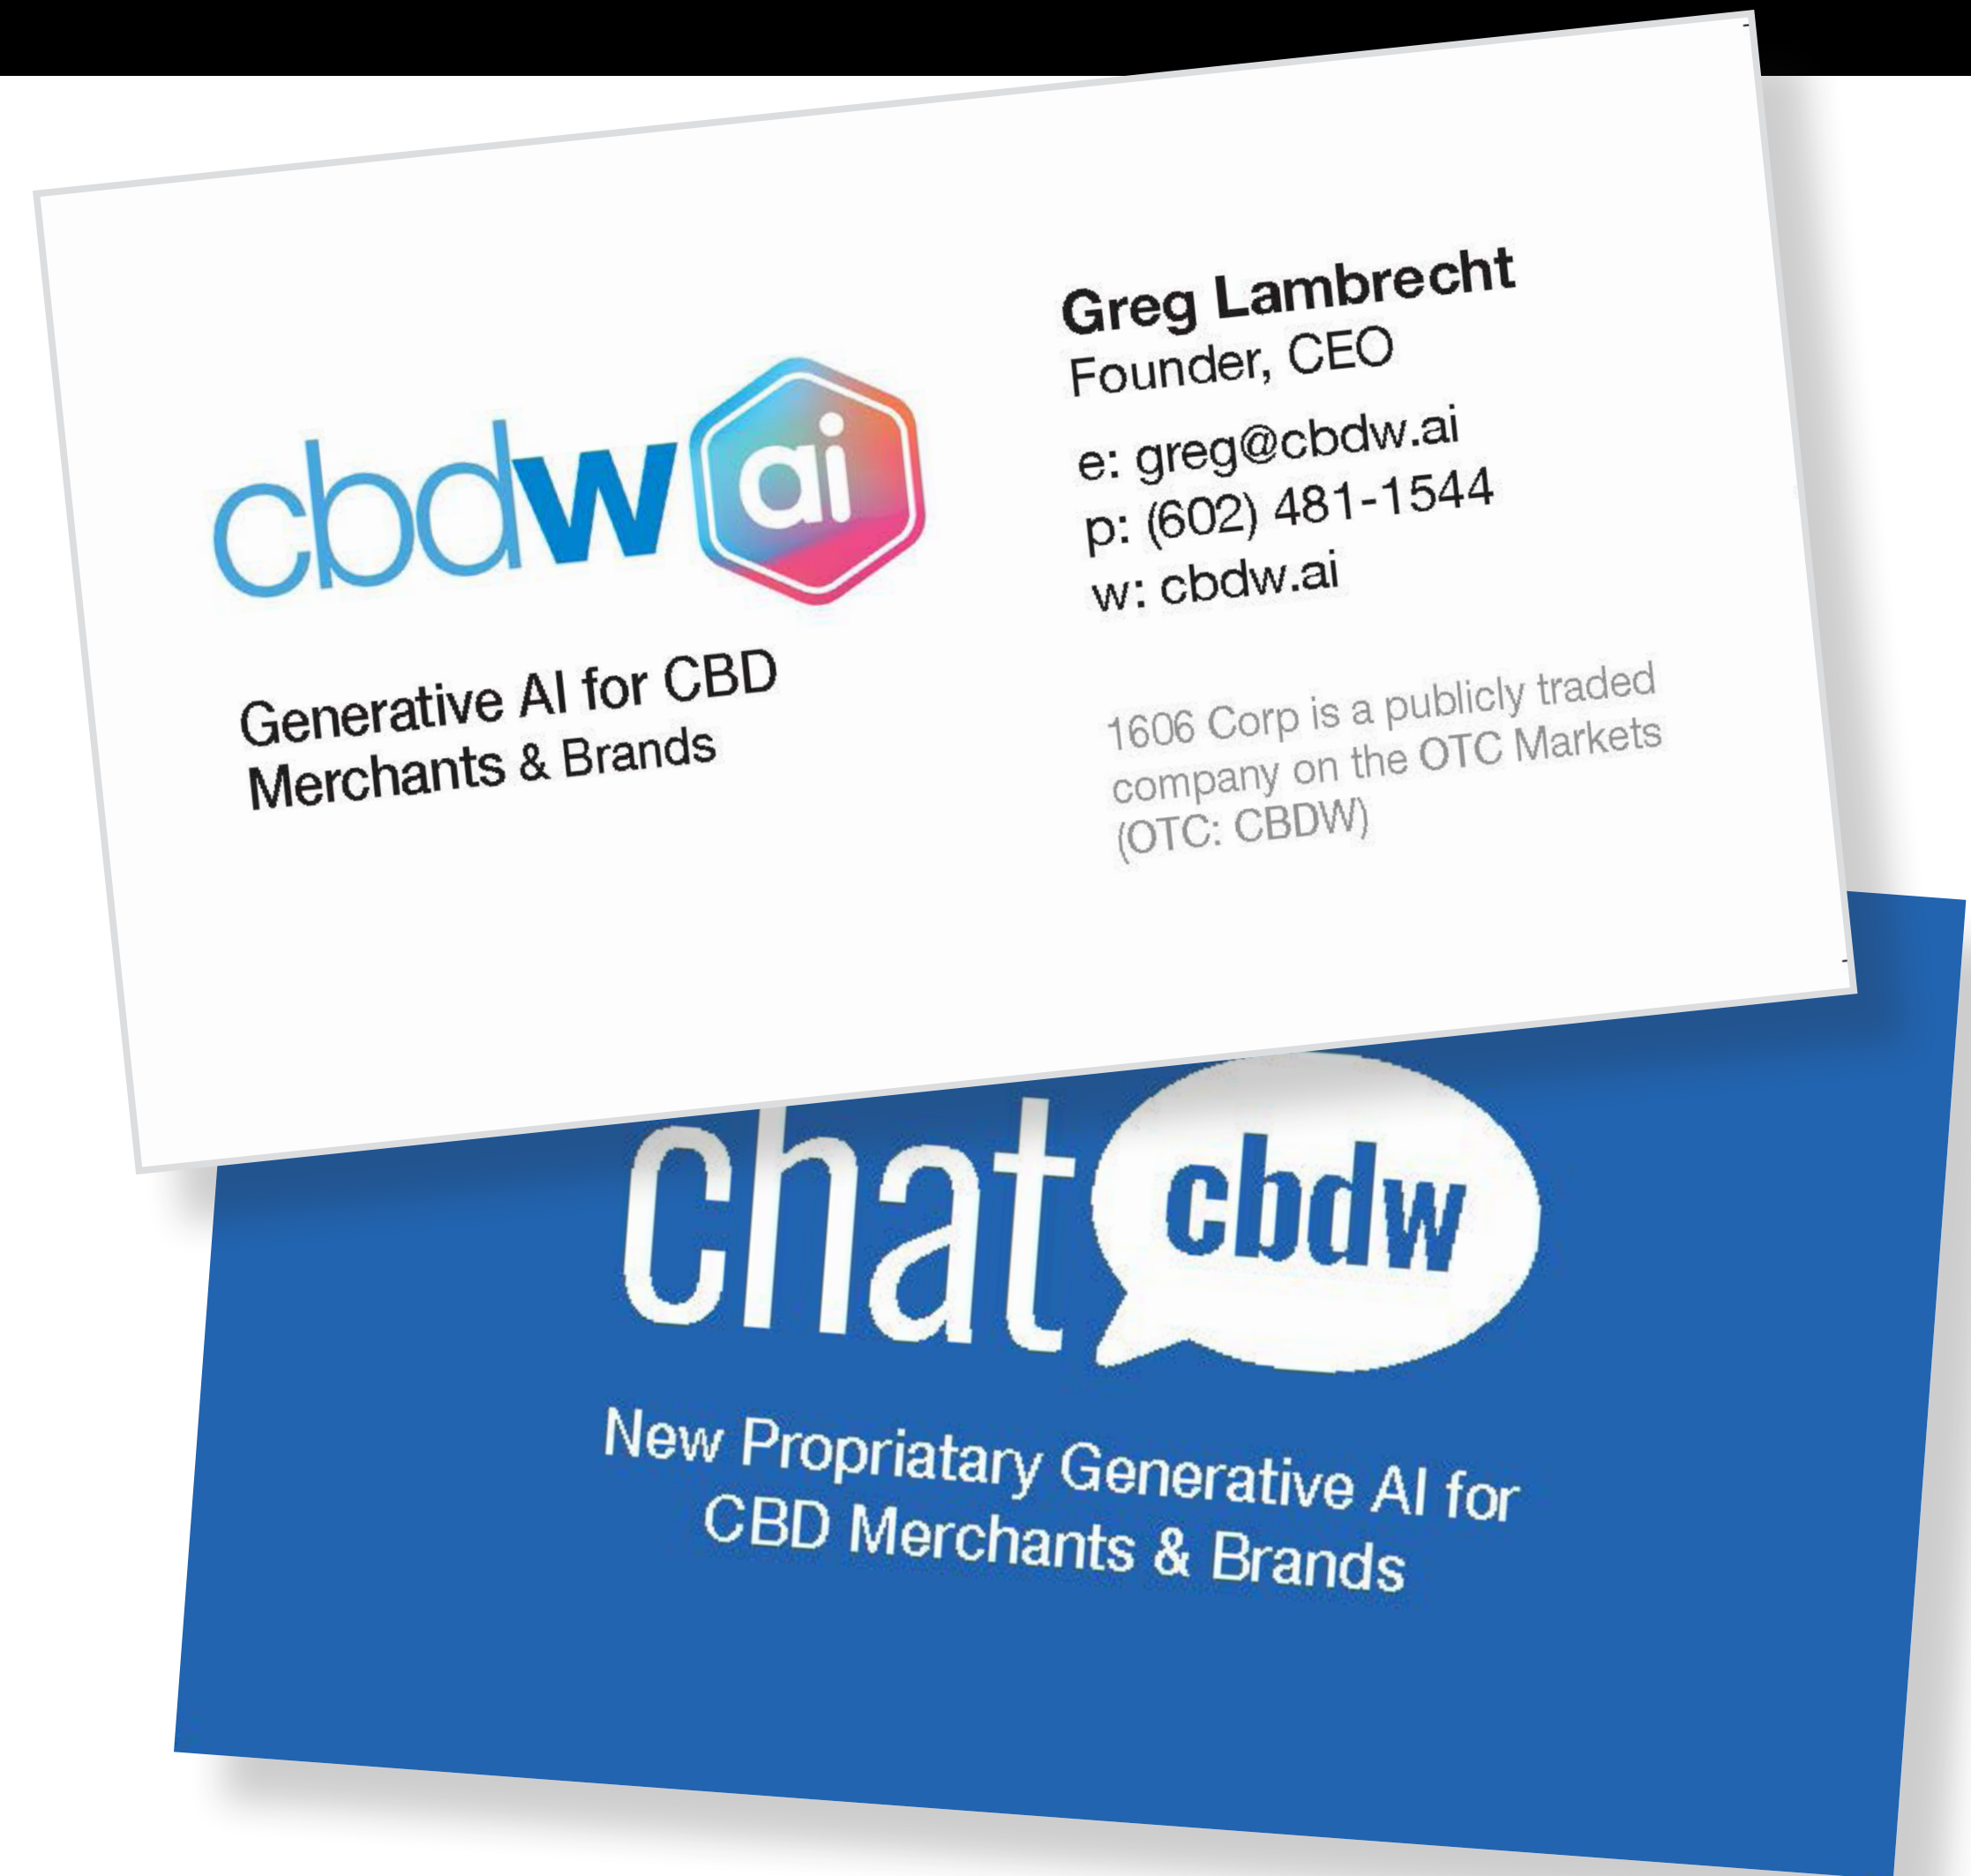 cbdw ai
Generative AI for CBD
Merchants & Brands
Greg Lambrecht
Founder, CEO
e: greg@cbdw.ai
p: (602) 481-1544
w: cbdw.ai
1606 Corp is a publicly traded
company on the OTC Markets
(OTC: CBDW)
chat cbdw
New Propriatary Generative AI for
CBD Merchants & Brands